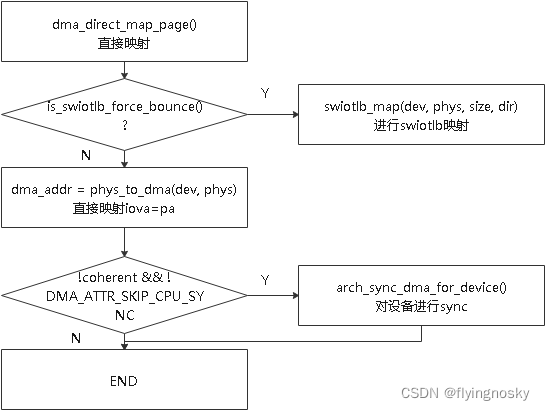 dma_direct_map_page()
直接映射
is_swiotlb_force_bounce()
?
Y
swiotlb_map(dev, phys, size, dir)
进行swiotlb映射
N
dma_addr = phys_to_dma(dev, phys)
直接映射iova=pa
!coherent && !
DMA_ATTR_SKIP_CPU_SY
NC
Y
arch_sync_dma_for_device()
对设备进行sync
N
END
CSDN @flyingnosky